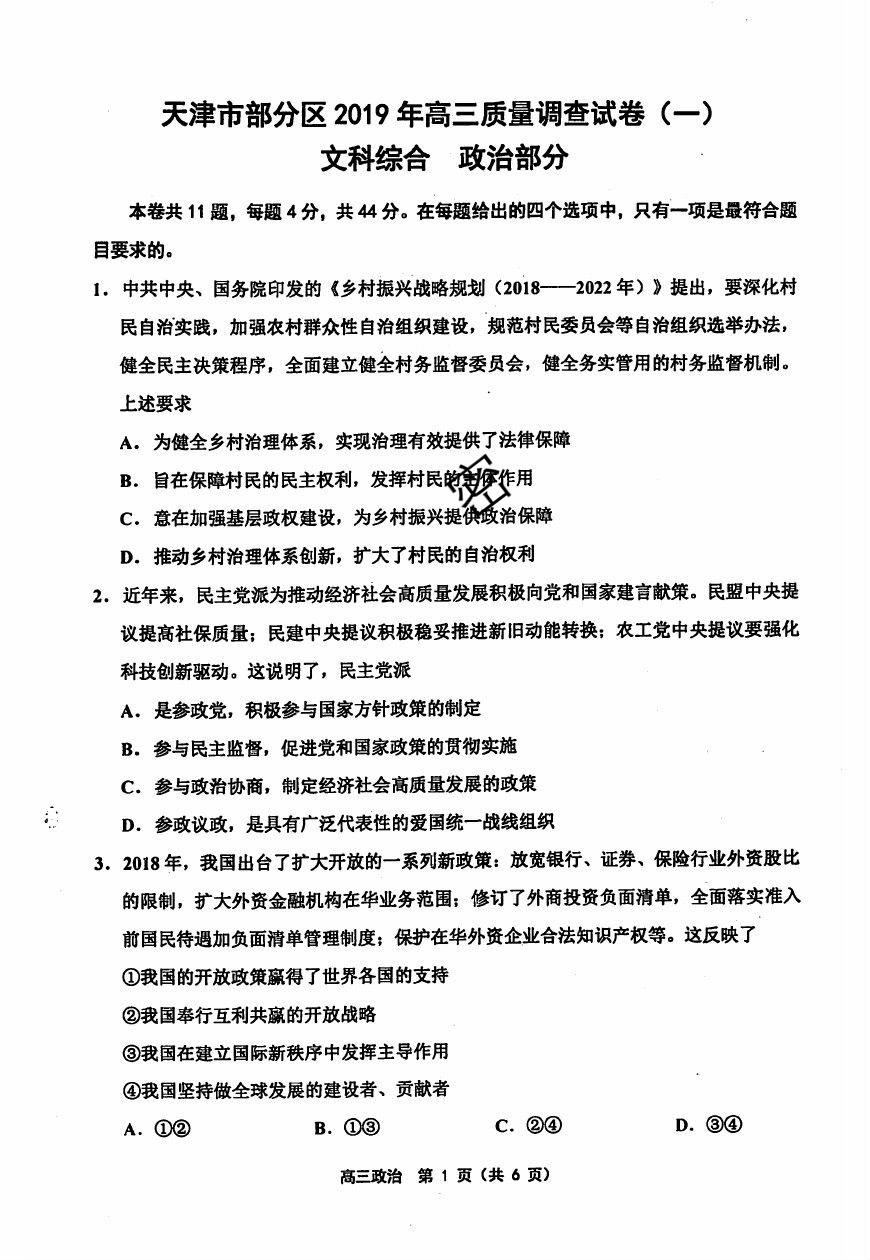 天津市部分区 2019 年高三质量调查试卷（一）
文科综合 政治部分
本卷共 11 题，每题 4 分，共 44 分。在每题给出的四个选项中，只有一项是最符合题
目要求的。
1．中共中央、国务院印发的《乡村振兴战略规划（2018——2022 年）》提出，要深化村
民自治实践，加强农村群众性自治组织建设，规范村民委员会等自治组织选举办法，
健全民主决策程序，全面建立健全村务监督委员会，健全务实管用的村务监督机制。
上述要求
A．为健全乡村治理体系，实现治理有效提供了法律保障
B．旨在保障村民的民主权利，发挥村民的主体作用
密
C．意在加强基层政权建设，为乡村振兴提供政治保障
D．推动乡村治理体系创新，扩大了村民的自治权利
2．近年来，民主党派为推动经济社会高质量发展积极向党和国家建言献策。民盟中央提
议提高社保质量；民建中央提议积极稳妥推进新旧动能转换；农工党中央提议要强化
科技创新驱动。这说明了，民主党派
A．是参政党，积极参与国家方针政策的制定
B．参与民主监督，促进党和国家政策的贯彻实施
C．参与政治协商，制定经济社会高质量发展的政策
D．参政议政，是具有广泛代表性的爱国统一战线组织
3．2018 年，我国出台了扩大开放的一系列新政策：放宽银行、证券、保险行业外资股比
的限制，扩大外资金融机构在华业务范围；修订了外商投资负面清单，全面落实准入
前国民待遇加负面清单管理制度；保护在华外资企业合法知识产权等。这反映了
①我国的开放政策赢得了世界各国的支持
②我国奉行互利共赢的开放战略
③我国在建立国际新秩序中发挥主导作用
④我国坚持做全球发展的建设者、贡献者
A．①② B．①③ C．②④ D．③④
高三政治 第 1 页（共 6 页）